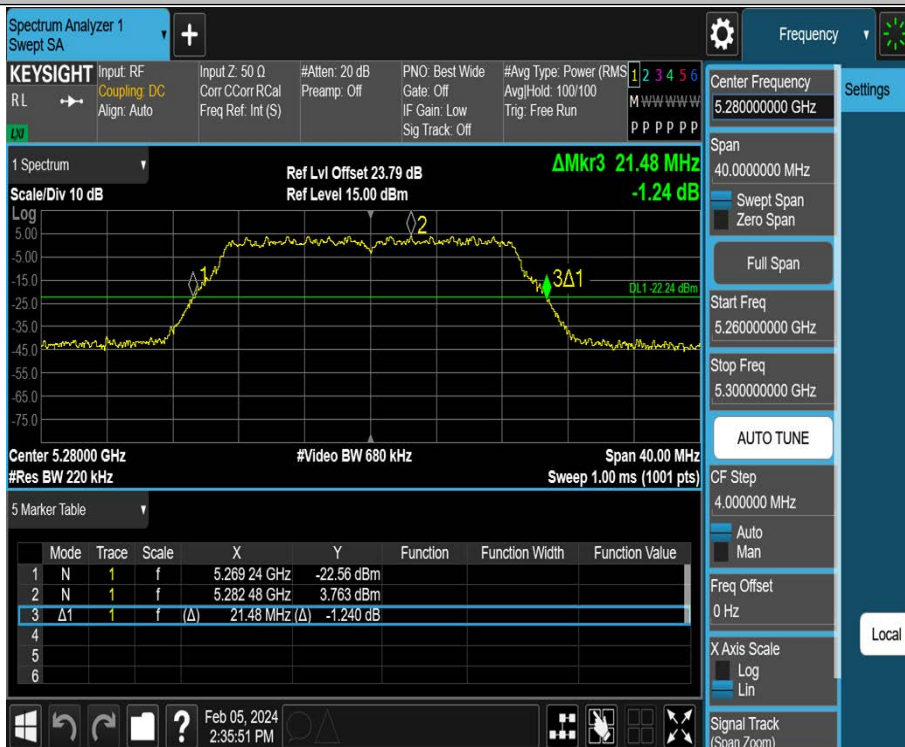 Spectrum Analyzer 1
Swept SA
+
Frequency
KEYSIGHT
RL
LXI
Input: RF
Coupling: DC
Align: Auto
Input Z: 50 Ω
Corr CCorr RCal
Freq Ref: Int (S)
#Atten: 20 dB
Preamp: Off
PNO: Best Wide
Gate: Off
IF Gain: Low
Sig Track: Off
#Avg Type: Power (RMS
Avg|Hold: 100/100
Trig: Free Run
1 2 3 4 5 6
M W W W W W
P P P P P P
1 Spectrum
Scale/Div 10 dB
Ref Lvl Offset 23.79 dB
Ref Level 15.00 dBm
ΔMkr3 21.48 MHz
-1.24 dB
Log
5.00
-5.00
-15.0
-25.0
-35.0
-45.0
-55.0
-65.0
-75.0
1
2
3Δ1
DL1 -22.24 dBm
Center 5.28000 GHz
#Res BW 220 kHz
#Video BW 680 kHz
Span 40.00 MHz
Sweep 1.00 ms (1001 pts)
5 Marker Table
Mode Trace Scale X Y Function Function Width Function Value
1 N 1 f 5.269 24 GHz -22.56 dBm
2 N 1 f 5.282 48 GHz 3.763 dBm
3 Δ1 1 f (Δ) 21.48 MHz (Δ) -1.240 dB
4
5
6
?
Feb 05, 2024
2:35:51 PM
Center Frequency
5.280000000 GHz
Span
40.0000000 MHz
Swept Span
Zero Span
Full Span
Start Freq
5.260000000 GHz
Stop Freq
5.300000000 GHz
AUTO TUNE
CF Step
4.000000 MHz
Auto
Man
Freq Offset
0 Hz
X Axis Scale
Log
Lin
Signal Track
(Span Zoom)
Settings
Local